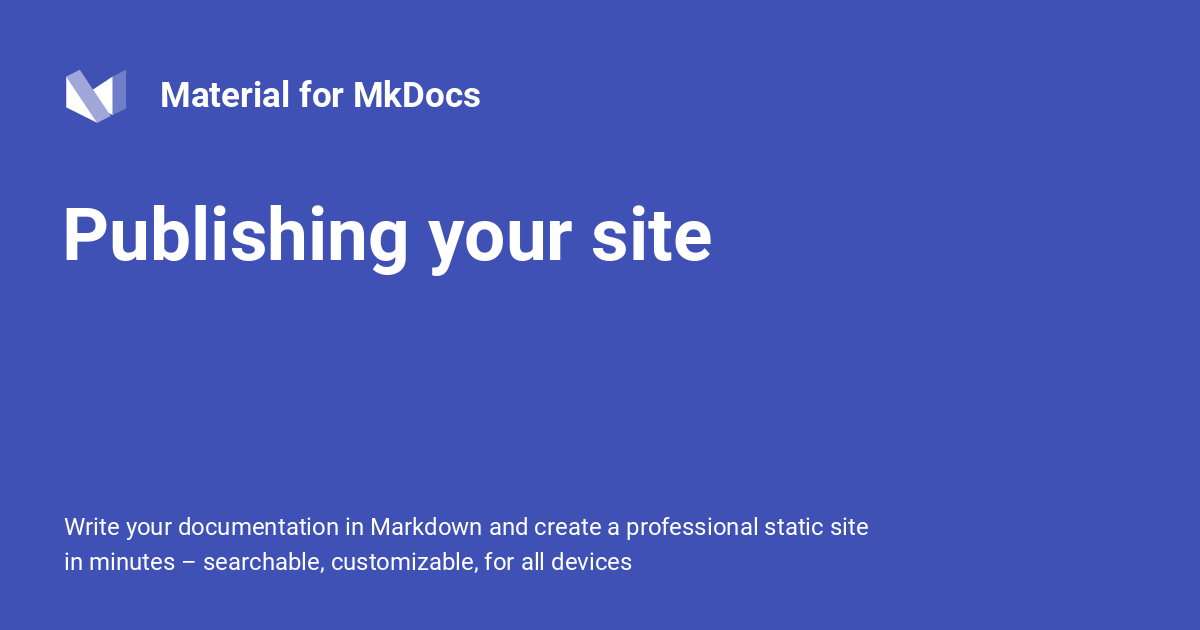 Material for MkDocs
Publishing your site
Write your documentation in Markdown and create a professional static site
in minutes – searchable, customizable, for all devices